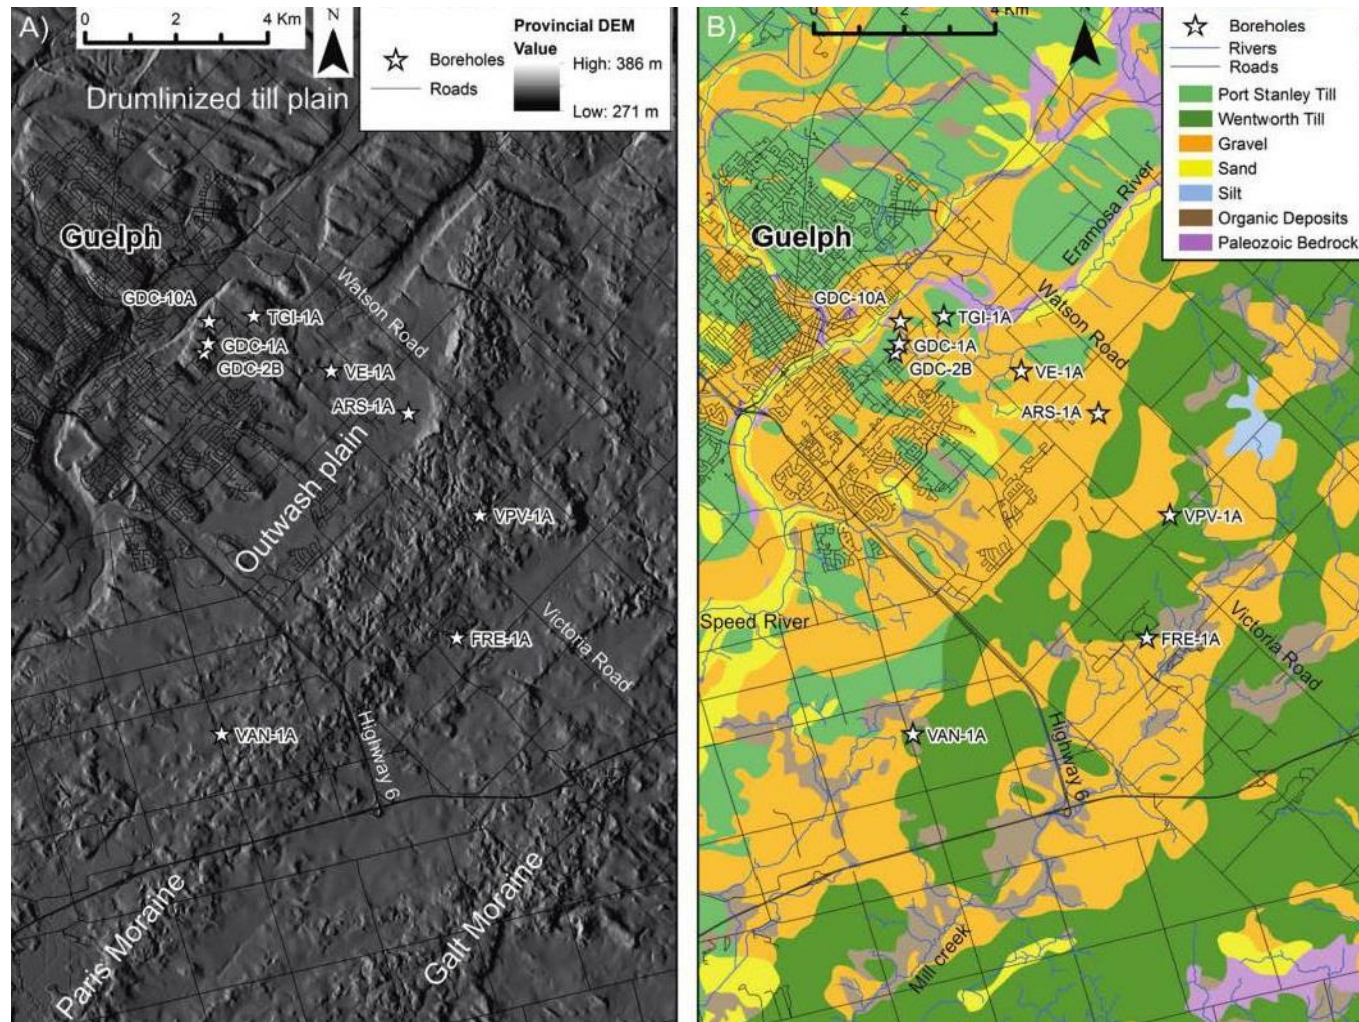 A)
0 2 4 Km
N
Boreholes
Roads
Provincial DEM
Value
High: 386 m
Low: 271 m
Drumlinized till plain
Guelph
Watson Road
GDC-10A
TGI-1A
GDC-1A
GDC-2B
VE-1A
ARS-1A
Outwash plain
VPV-1A
Victoria Road
FRE-1A
VAN-1A
Highway 6
Paris Moraine
Galt Moraine
B)
0 2 4 Km
N
Boreholes
Rivers
Roads
Port Stanley Till
Wentworth Till
Gravel
Sand
Silt
Organic Deposits
Paleozoic Bedrock
Eramosa River
Guelph
Watson Road
GDC-10A
TGI-1A
GDC-1A
GDC-2B
VE-1A
ARS-1A
VPV-1A
Speed River
FRE-1A
Victoria Road
VAN-1A
Highway 6
Mill creek